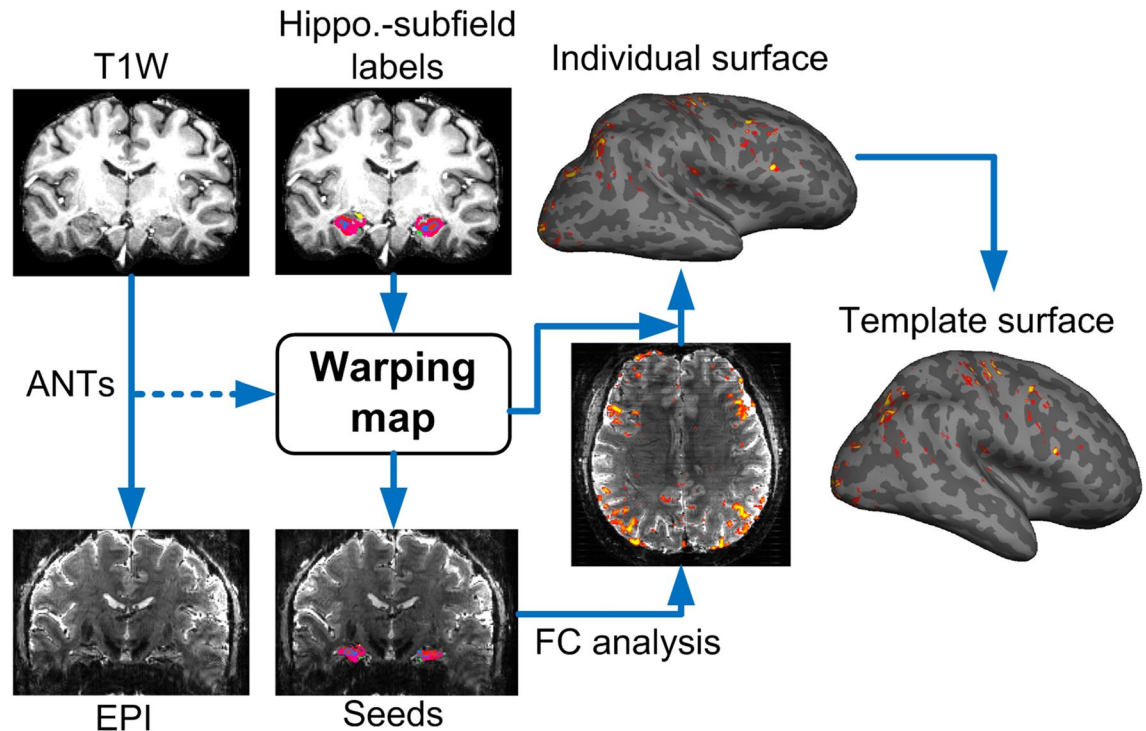 T1W
Hippo.-subfield
labels
Individual surface
Template surface
ANTs
Warping
map
FC analysis
EPI
Seeds